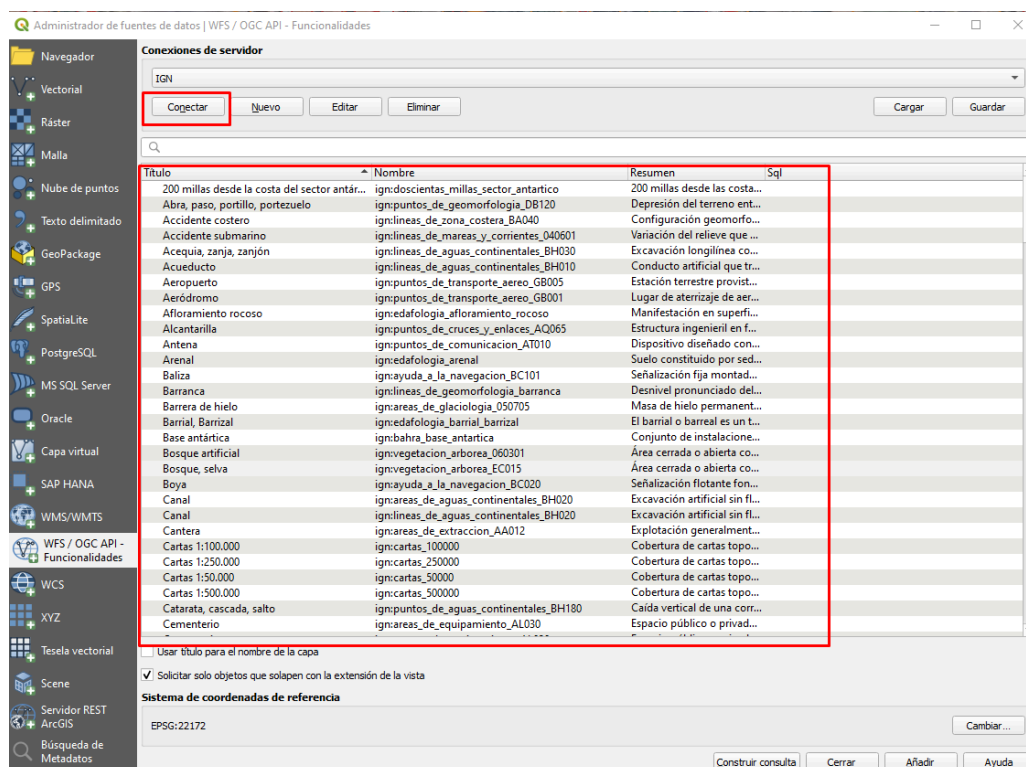 Administrador de fuentes de datos | WFS / OGC API - Funcionalidades
Navegador
Vectorial
Ráster
Malla
Nube de puntos
Texto delimitado
GeoPackage
GPS
SpatiaLite
PostgreSQL
MS SQL Server
Oracle
Capa virtual
SAP HANA
WMS/WMTS
WFS / OGC API -
Funcionalidades
WCS
XYZ
Tesela vectorial
Scene
Servidor REST
ArcGIS
Búsqueda de
Metadatos
Conexiones de servidor
IGN
Conectar Nuevo Editar Eliminar Cargar Guardar
Título Nombre Resumen Sql
200 millas desde la costa del sector antár... ign:doscientas_millas_sector_antartico 200 millas desde las costa...
Abra, paso, portillo, portezuelo ign:puntos_de_geomorfologia_DB120 Depresión del terreno ent...
Accidente costero ign:lineas_de_zona_costera_BA040 Configuración geomorfo...
Accidente submarino ign:lineas_de_mareas_y_corrientes_040601 Variación del relieve que ...
Acequia, zanja, zanjón ign:lineas_de_aguas_continentales_BH030 Excavación longilínea co...
Acueducto ign:lineas_de_aguas_continentales_BH010 Conducto artificial que tr...
Aeropuerto ign:puntos_de_transporte_aereo_GB005 Estación terrestre provist...
Aeródromo ign:puntos_de_transporte_aereo_GB001 Lugar de aterrizaje de aer...
Afloramiento rocoso ign:edafologia_afloramiento_rocoso Manifestación en superfi...
Alcantarilla ign:puntos_de_cruces_y_enlaces_AQ065 Estructura ingenieril en f...
Antena ign:puntos_de_comunicacion_AT010 Dispositivo diseñado con...
Arenal ign:edafologia_arenal Suelo constituido por sed...
Baliza ign:ayuda_a_la_navegacion_BC101 Señalización fija montad...
Barranca ign:lineas_de_geomorfologia_barranca Desnivel pronunciado del...
Barrera de hielo ign:areas_de_glaciologia_050705 Masa de hielo permanent...
Barrial, Barrizal ign:edafologia_barrial_barrizal El barrial o barreal es un t...
Base antártica ign:bahra_base_antartica Conjunto de instalacione...
Bosque artificial ign:vegetacion_arborea_060301 Área cerrada o abierta co...
Bosque, selva ign:vegetacion_arborea_EC015 Área cerrada o abierta co...
Boya ign:ayuda_a_la_navegacion_BC020 Señalización flotante fon...
Canal ign:areas_de_aguas_continentales_BH020 Excavación artificial sin fl...
Canal ign:lineas_de_aguas_continentales_BH020 Excavación artificial sin fl...
Cantera ign:areas_de_extraccion_AA012 Explotación generalment...
Cartas 1:100.000 ign:cartas_100000 Cobertura de cartas topo...
Cartas 1:250.000 ign:cartas_250000 Cobertura de cartas topo...
Cartas 1:50.000 ign:cartas_50000 Cobertura de cartas topo...
Cartas 1:500.000 ign:cartas_500000 Cobertura de cartas topo...
Catarata, cascada, salto ign:puntos_de_aguas_continentales_BH180 Caída vertical de una corr...
Cementerio ign:areas_de_equipamiento_AL030 Espacio público o privad...
Usar título para el nombre de la capa
Solicitar solo objetos que solapen con la extensión de la vista
Sistema de coordenadas de referencia
EPSG:22172 Cambiar...
Construir consulta Cerrar Añadir Ayuda